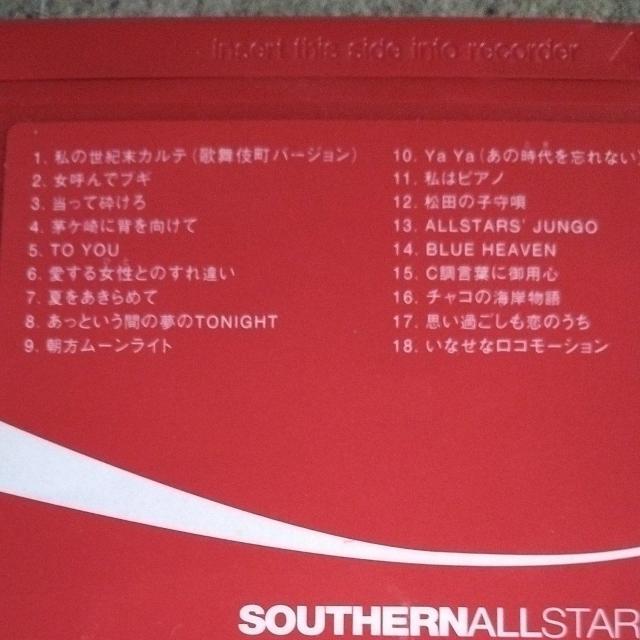 insert this side into recorder
1. 私の世紀末カルテ (歌舞伎町バージョン)
2. 女呼んでブギ
3. 当って砕けろ
4. 茅ケ崎に背を向けて
5. TO YOU
6. 愛する女性とのすれ違い
7. 夏をあきらめて
8. あっという間の夢のTONIGHT
9. 朝方ムーンライト
10. Ya Ya (あの時代を忘れない)
11. 私はピアノ
12. 松田の子守唄
13. ALLSTARS' JUNGO
14. BLUE HEAVEN
15. C調言葉に御用心
16. チャコの海岸物語
17. 思い過ごしも恋のうち
18. いなせなロコモーション
SOUTHERNALLSTAR